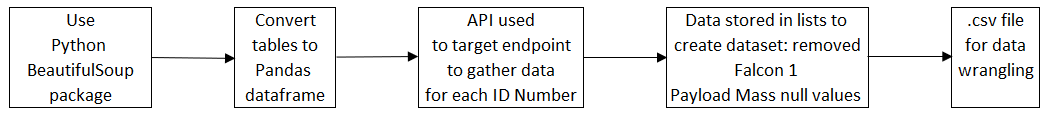 Use
Python
BeautifulSoup
package
Convert
tables to
Pandas
dataframe
API used
to target endpoint
to gather data
for each ID Number
Data stored in lists to
create dataset: removed
Falcon 1
Payload Mass null values
.csv file
for data
wrangling